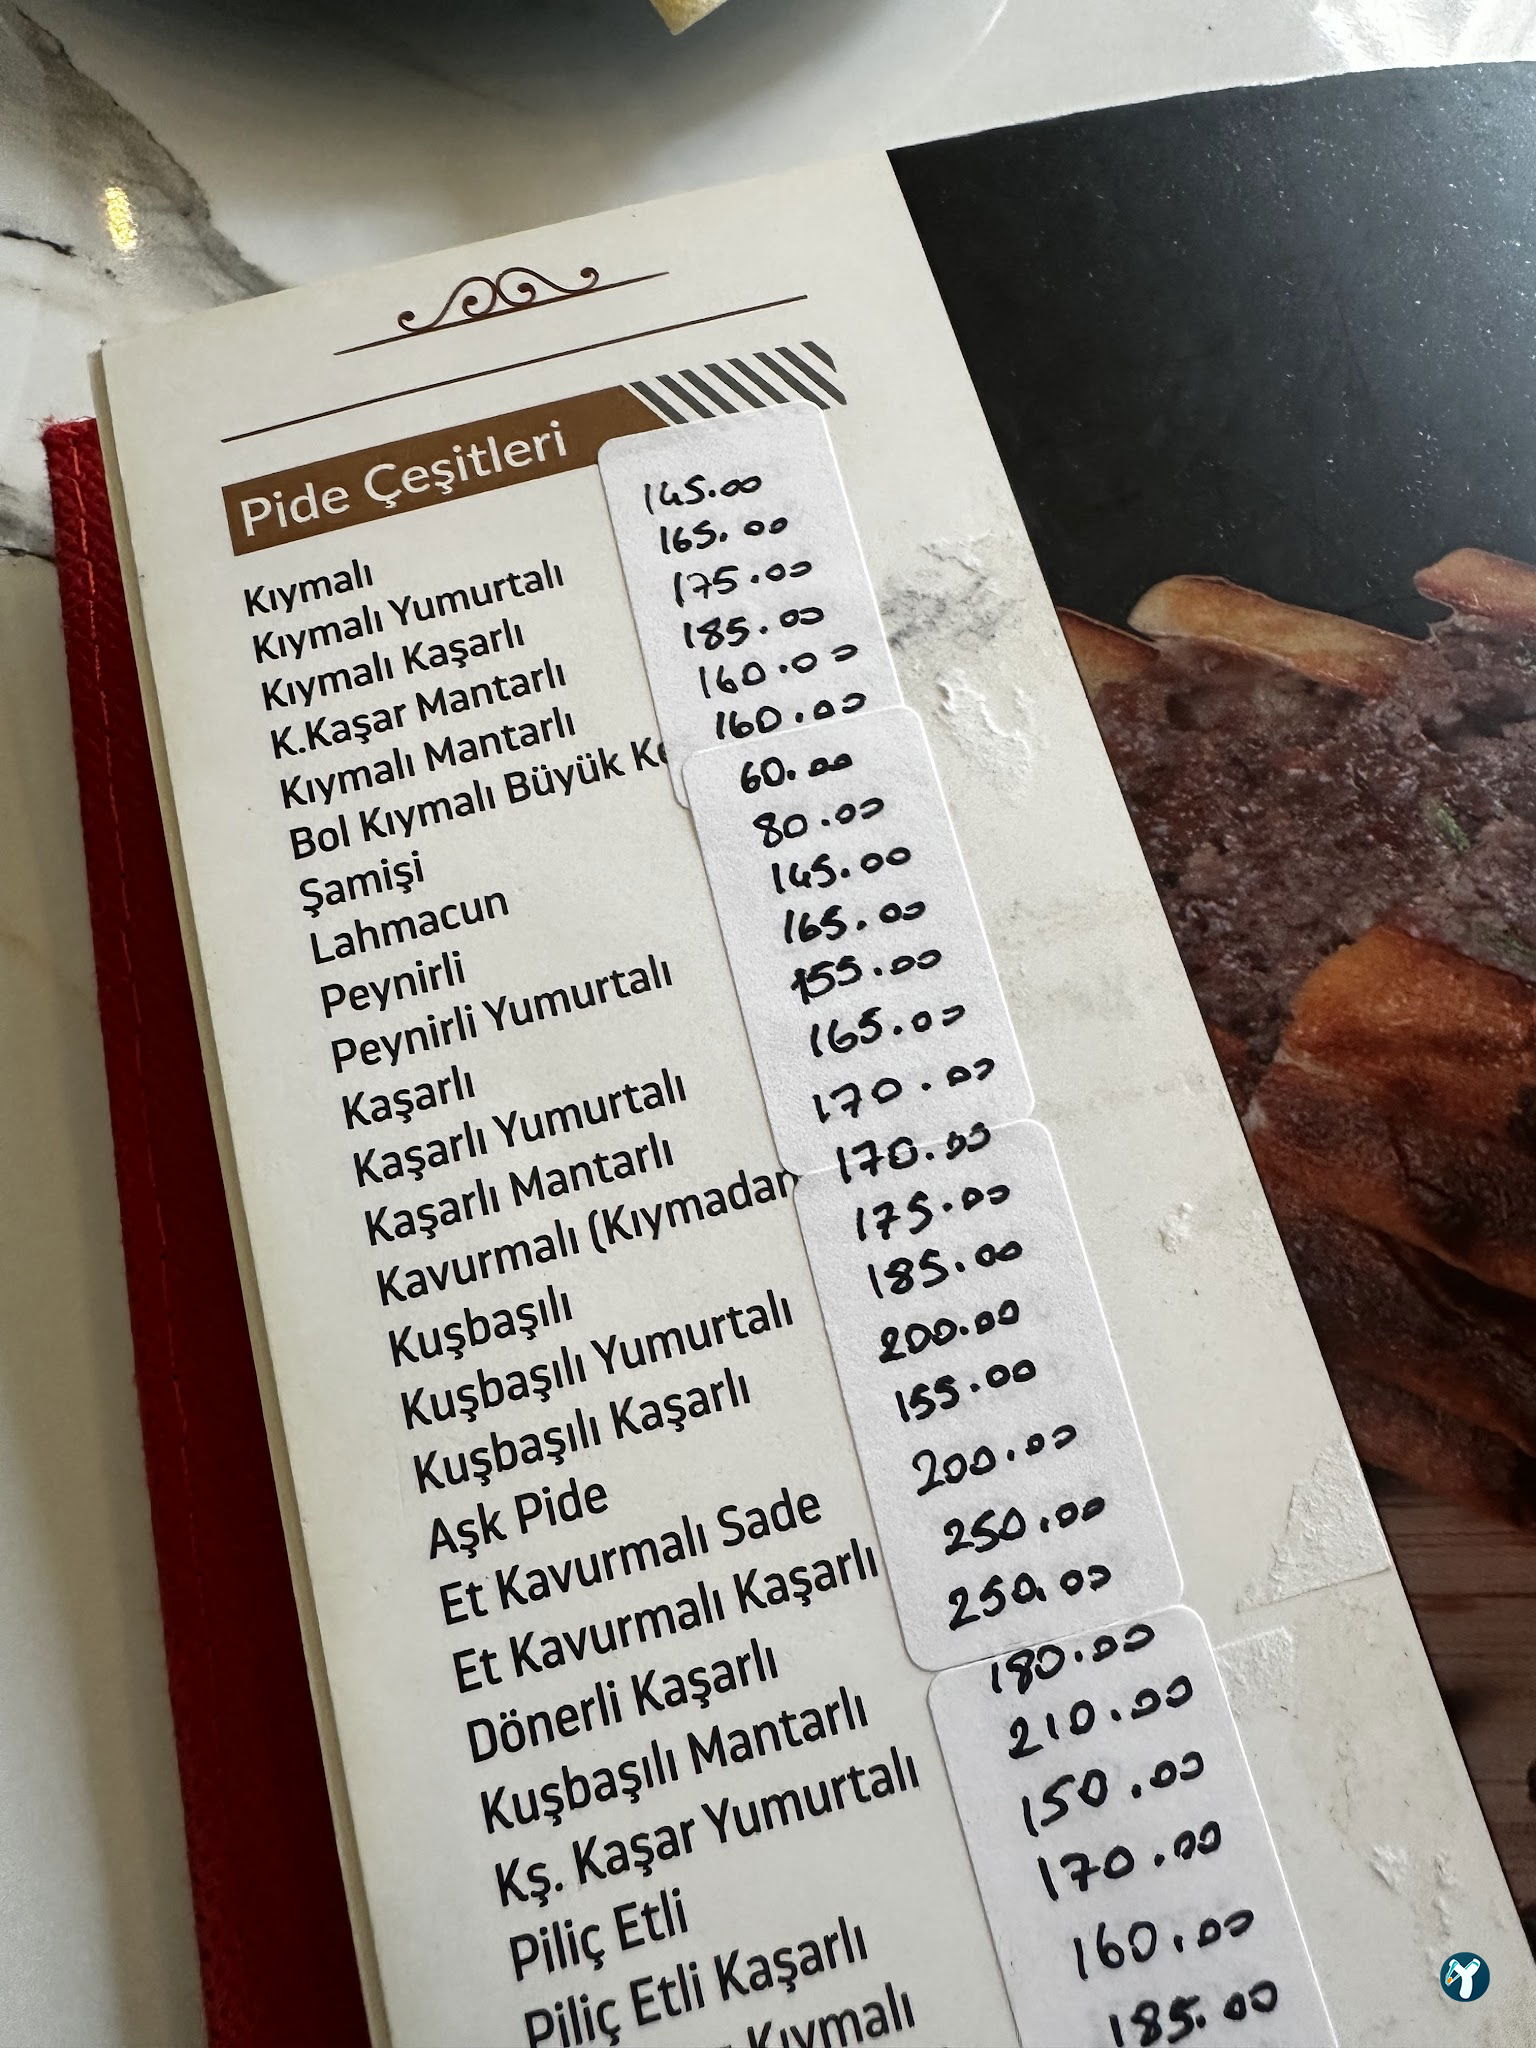 Pide Çeşitleri
Kıymalı 145.00
Kıymalı Yumurtalı 165.00
Kıymalı Kaşarlı 175.00
K.Kaşar Mantarlı 185.00
Kıymalı Mantarlı 160.00
Bol Kıymalı Büyük 160.00
Şamişi 60.00
Lahmacun 80.00
Peynirli 145.00
Peynirli Yumurtalı 165.00
Kaşarlı 155.00
Kaşarlı Yumurtalı 165.00
Kaşarlı Mantarlı 170.00
Kavurmalı (Kıymadan 170.00
Kuşbaşılı 175.00
Kuşbaşılı Yumurtalı 185.00
Kuşbaşılı Kaşarlı 200.00
Aşk Pide 155.00
Et Kavurmalı Sade 200.00
Et Kavurmalı Kaşarlı 250.00
Dönerli Kaşarlı 250.00
Kuşbaşılı Mantarlı 180.00
Kş. Kaşar Yumurtalı 210.00
Piliç Etli 150.00
Piliç Etli Kaşarlı 170.00
Kıymalı 160.00
185.00